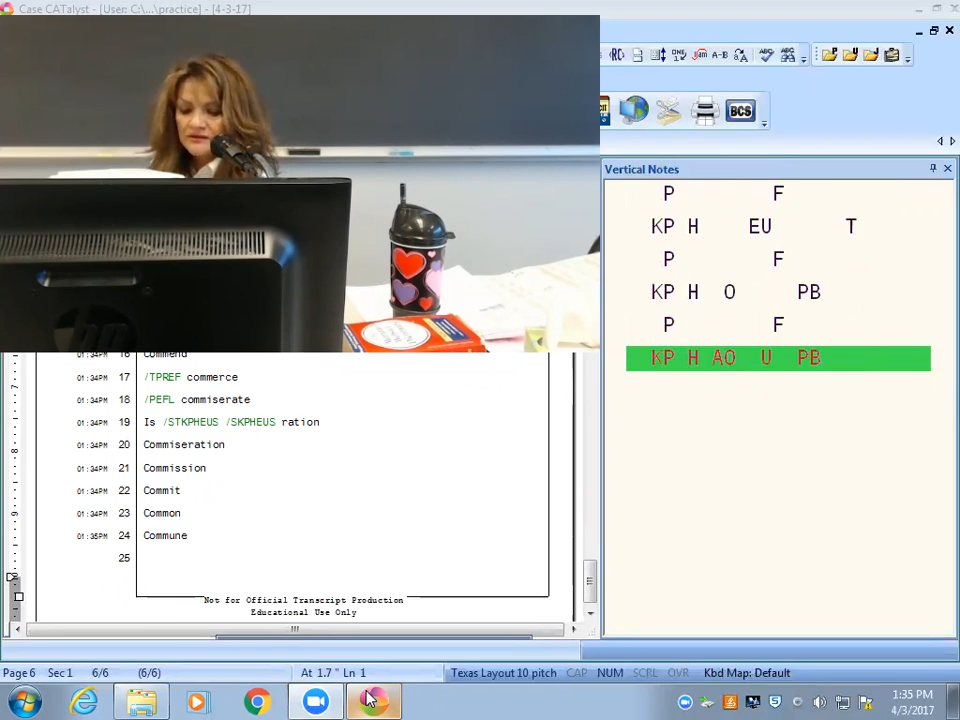 Case CATalyst - [User: C:\...\practice] - [4-3-17]
BCS
Vertical Notes
P F
KP H EU T
P F
KP H O PB
P F
KP H AO U PB
01:34PM 16 Commend
01:34PM 17 /TPREF commerce
01:34PM 18 /PEFL commiserate
01:34PM 19 Is /STKPHEUS /SKPHEUS ration
01:34PM 20 Commiseration
01:34PM 21 Commission
01:34PM 22 Commit
01:34PM 23 Common
01:35PM 24 Commune
25
Not for Official Transcript Production
Educational Use Only
Page 6 Sec 1 6/6 (6/6) At 1.7 " Ln 1 Texas Layout 10 pitch CAP NUM SCRL OVR Kbd Map: Default
1:35 PM
4/3/2017